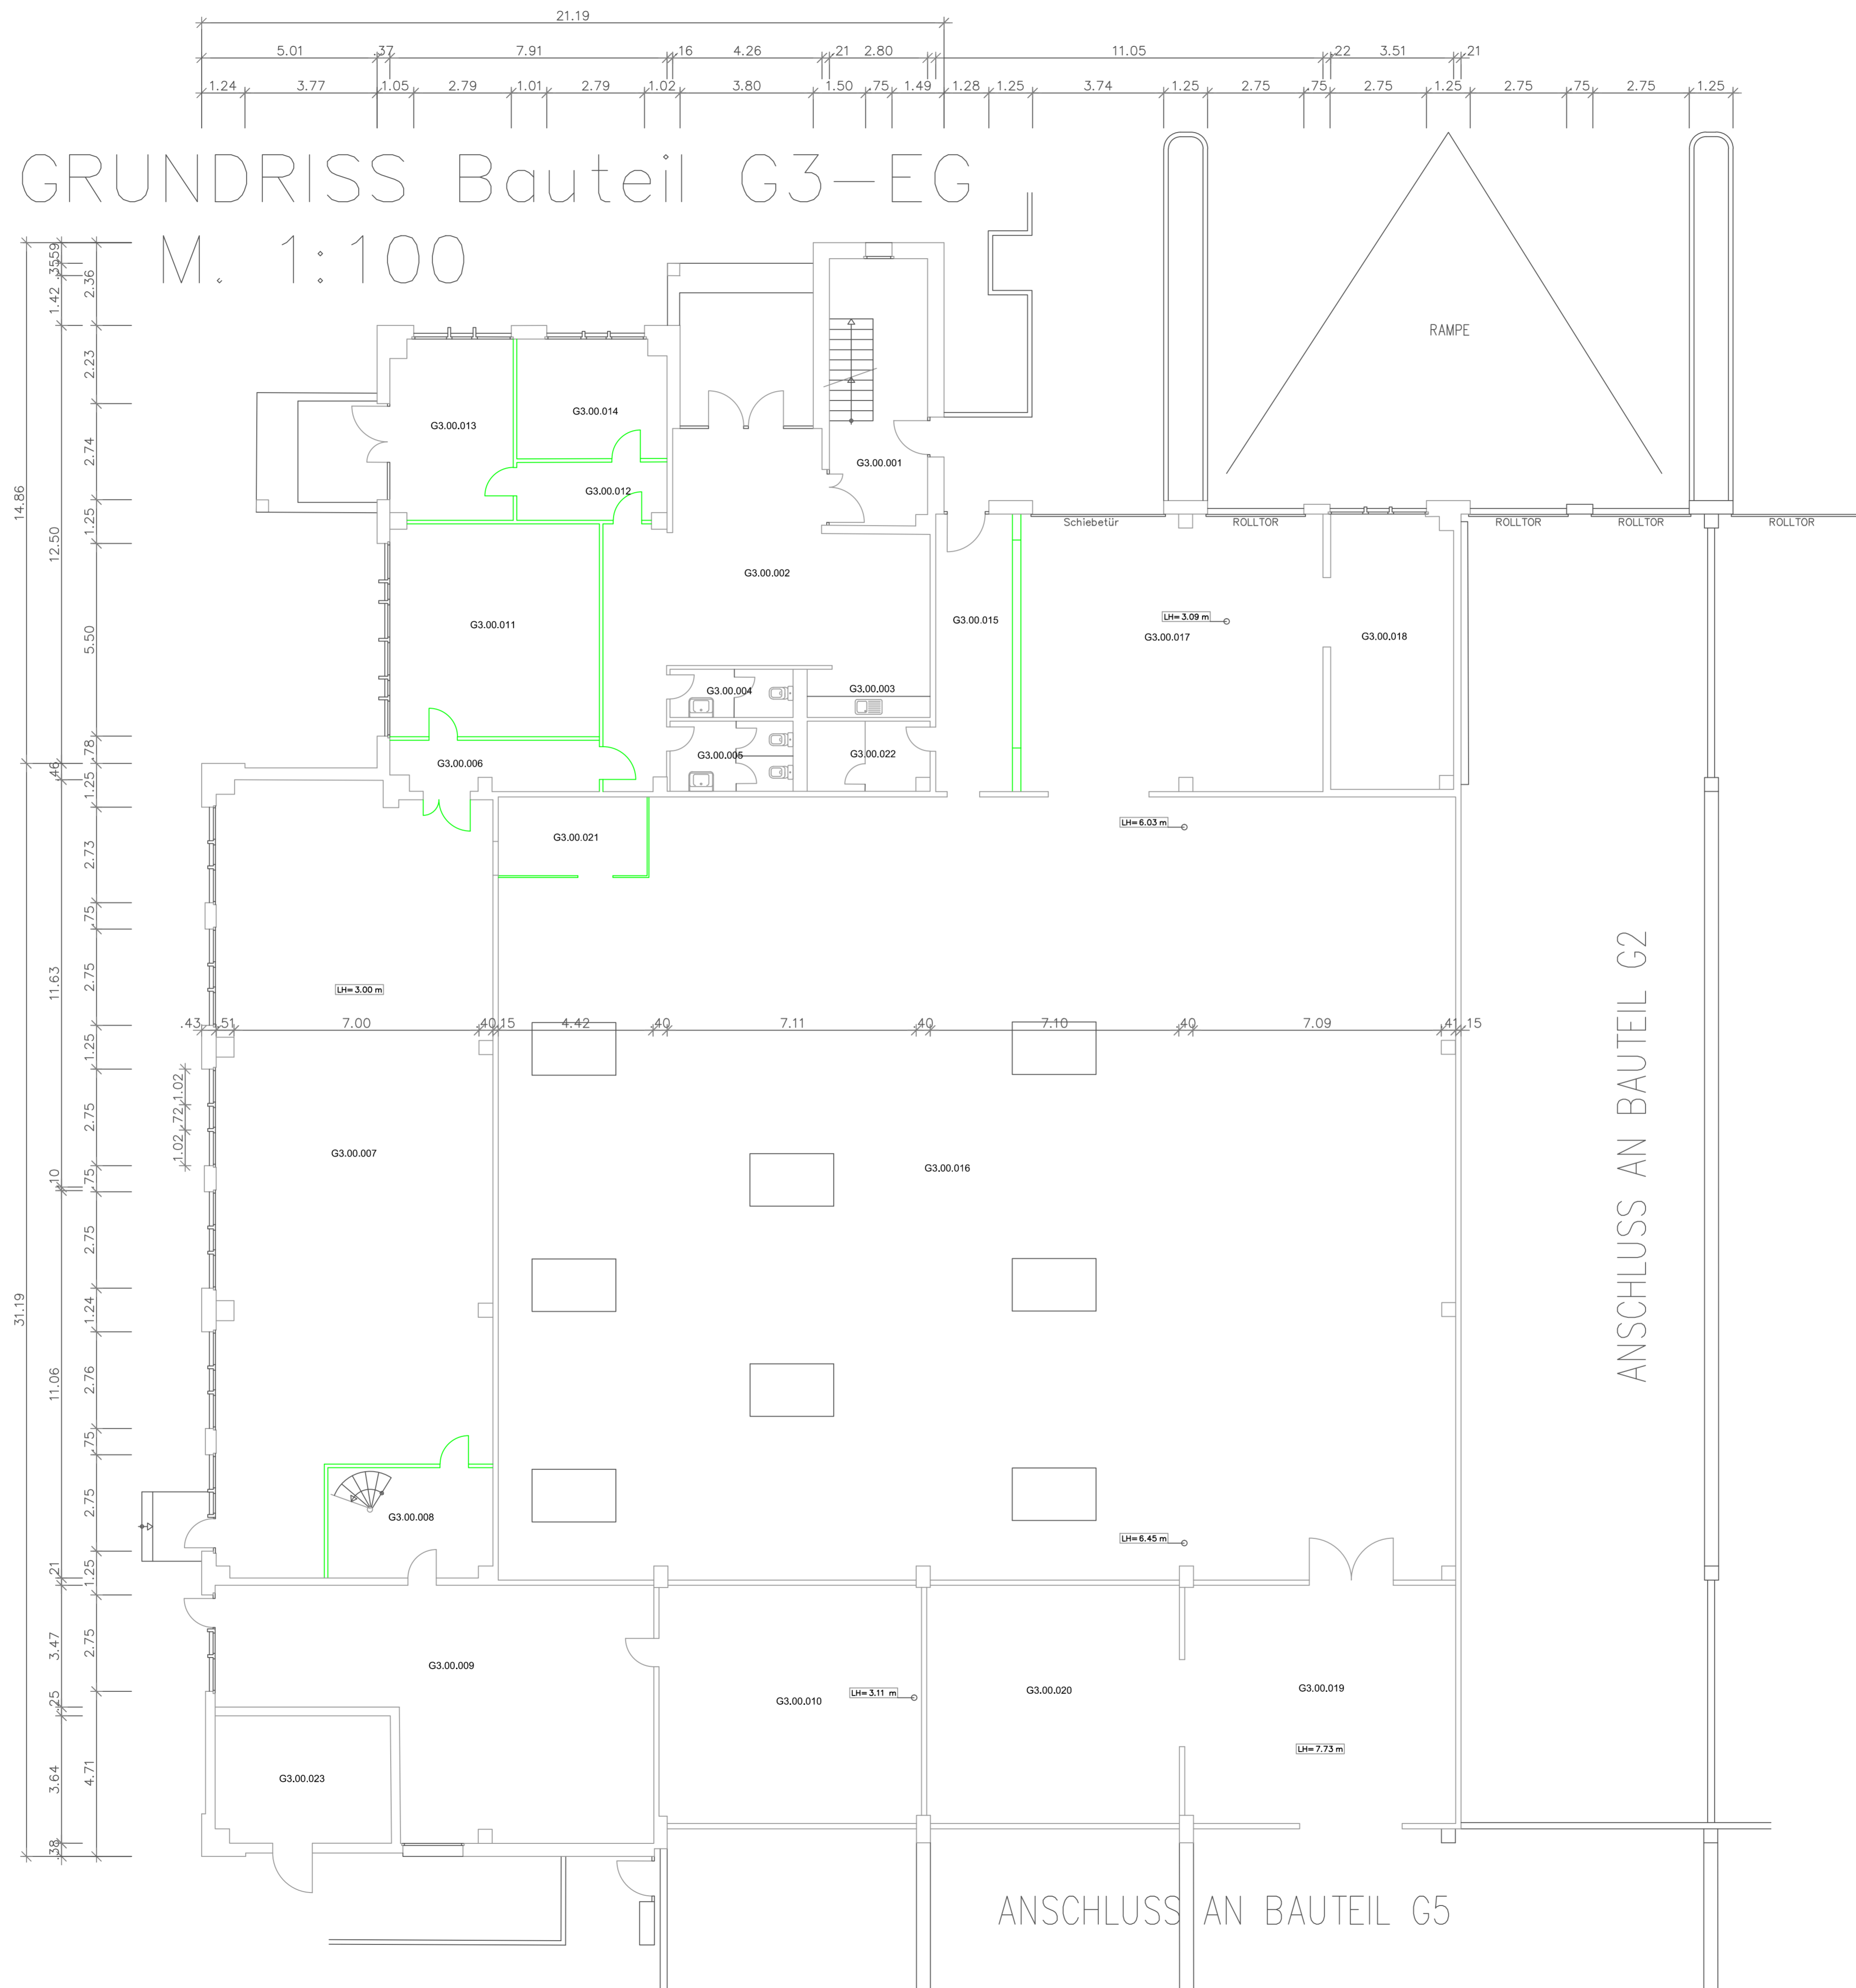 21.19
5.01 .37 7.91 .16 4.26 .21 2.80 11.05 .22 3.51 .21
1.24 3.77 1.05 2.79 1.01 2.79 1.02 3.80 1.50 .75 1.49 1.28 1.25 3.74 1.25 2.75 .75 2.75 1.25 2.75 .75 2.75 1.25
GRUNDRISS Bauteil G3-EG
M. 1:100
RAMPE
Schiebetür ROLLTOR ROLLTOR ROLLTOR ROLLTOR
G3.00.014
G3.00.013
G3.00.001
G3.00.012
G3.00.002
G3.00.015
LH= 3.09 m
G3.00.011
G3.00.017
G3.00.018
G3.00.004
G3.00.003
G3.00.005
G3.00.022
G3.00.006
LH= 6.03 m
G3.00.021
LH= 3.00 m
.43 .51 7.00 .40 .15 4.42 .40 7.11 .40 7.10 .40 7.09 .41 .15
G3.00.007
G3.00.016
G3.00.008
LH= 6.45 m
G3.00.009
G3.00.010
LH= 3.11 m
G3.00.020
G3.00.019
LH= 7.73 m
G3.00.023
14.86
31.19
.59
.35
1.42
12.50
.46
11.63
.10
11.06
.21
3.47
.25
3.64
.38
2.36
2.23
2.74
1.25
5.50
.78
1.25
2.73
.75
2.75
1.25
2.75
.75
2.75
1.24
2.76
.75
2.75
1.25
2.75
4.71
1.02
.72
1.02
ANSCHLUSS AN BAUTEIL G2
ANSCHLUSS AN BAUTEIL G5